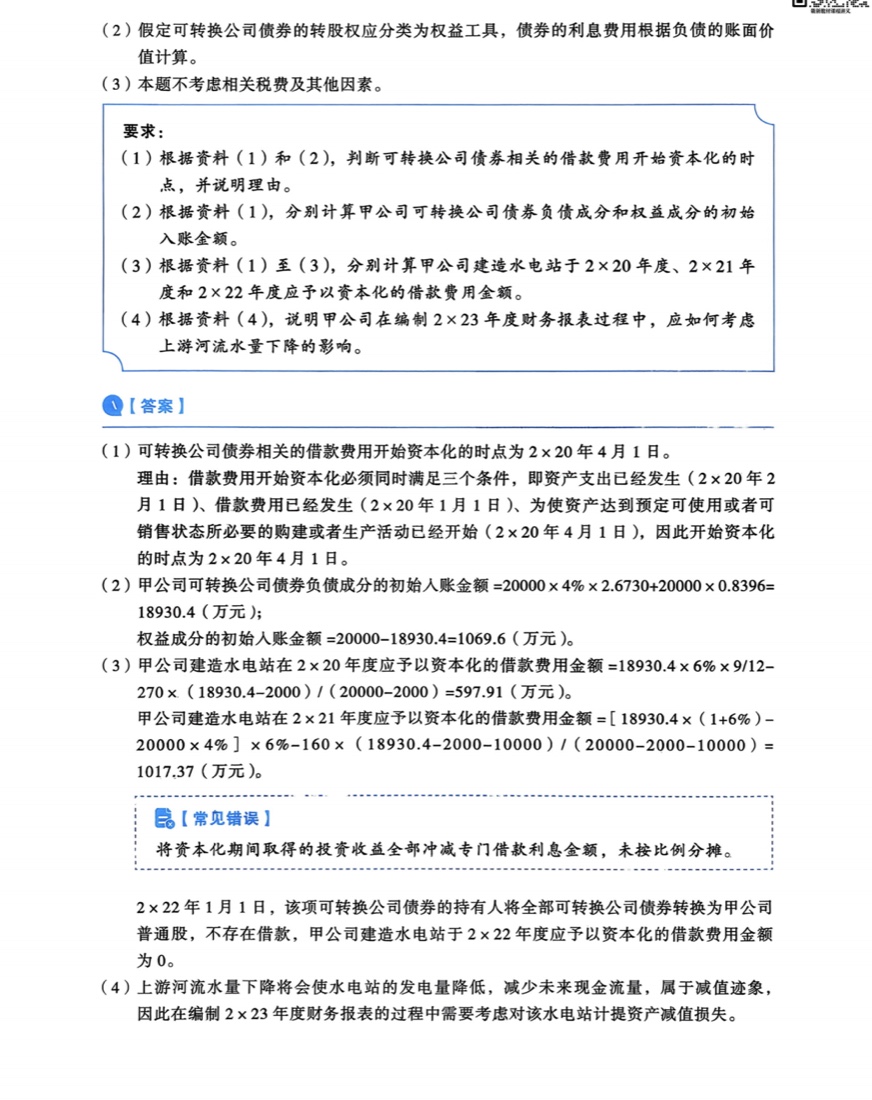 （2）假定可转换公司债券的转股权应分类为权益工具，债券的利息费用根据负债的账面价
值计算。
（3）本题不考虑相关税费及其他因素。
要求：
（1）根据资料（1）和（2），判断可转换公司债券相关的借款费用开始资本化的时
点，并说明理由。
（2）根据资料（1），分别计算甲公司可转换公司债券负债成分和权益成分的初始
入账金额。
（3）根据资料（1）至（3），分别计算甲公司建造水电站于 2×20 年度、2×21 年
度和 2×22 年度应予以资本化的借款费用金额。
（4）根据资料（4），说明甲公司在编制 2×23 年度财务报表过程中，应如何考虑
上游河流水量下降的影响。
【答案】
（1）可转换公司债券相关的借款费用开始资本化的时点为 2×20 年 4 月 1 日。
理由：借款费用开始资本化必须同时满足三个条件，即资产支出已经发生（2×20 年 2
月 1 日）、借款费用已经发生（2×20 年 1 月 1 日）、为使资产达到预定可使用或者可
销售状态所必要的购建或者生产活动已经开始（2×20 年 4 月 1 日），因此开始资本化
的时点为 2×20 年 4 月 1 日。
（2）甲公司可转换公司债券负债成分的初始入账金额 =20000×4%×2.6730+20000×0.8396=
18930.4（万元）；
权益成分的初始入账金额 =20000-18930.4=1069.6（万元）。
（3）甲公司建造水电站在 2×20 年度应予以资本化的借款费用金额 =18930.4×6%×9/12-
270×（18930.4-2000）/（20000-2000）=597.91（万元）。
甲公司建造水电站在 2×21 年度应予以资本化的借款费用金额 =［18930.4×（1+6%）-
20000×4%］×6%-160×（18930.4-2000-10000）/（20000-2000-10000）=
1017.37（万元）。
【常见错误】
将资本化期间取得的投资收益全部冲减专门借款利息金额，未按比例分摊。
2×22 年 1 月 1 日，该项可转换公司债券的持有人将全部可转换公司债券转换为甲公司
普通股，不存在借款，甲公司建造水电站于 2×22 年度应予以资本化的借款费用金额
为 0。
（4）上游河流水量下降将会使水电站的发电量降低，减少未来现金流量，属于减值迹象，
因此在编制 2×23 年度财务报表的过程中需要考虑对该水电站计提资产减值损失。